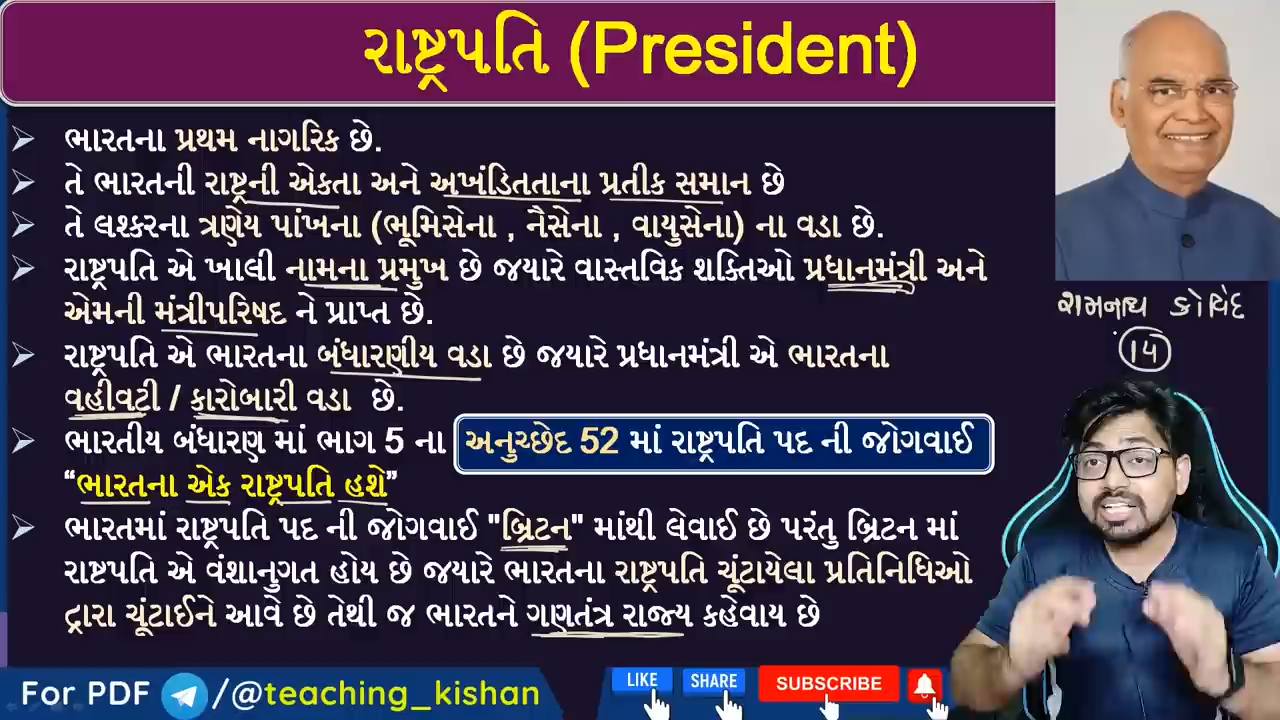 રાષ્ટ્રપતિ (President)
➢ ભારતના પ્રથમ નાગરિક છે.
➢ તે ભારતની રાષ્ટ્રની એકતા અને અખંડિતતાના પ્રતીક સમાન છે
➢ તે લશ્કરના ત્રણેય પાંખના (ભૂમિસેના , નૈસેના , વાયુસેના) ના વડા છે.
➢ રાષ્ટ્રપતિ એ ખાલી નામના પ્રમુખ છે જયારે વાસ્તવિક શક્તિઓ પ્રધાનમંત્રી અને
એમની મંત્રીપરિષદ ને પ્રાપ્ત છે.
➢ રાષ્ટ્રપતિ એ ભારતના બંધારણીય વડા છે જયારે પ્રધાનમંત્રી એ ભારતના
વહીવટી / કારોબારી વડા છે.
➢ ભારતીય બંધારણ માં ભાગ 5 ના અનુચ્છેદ 52 માં રાષ્ટ્રપતિ પદ ની જોગવાઈ
“ભારતના એક રાષ્ટ્રપતિ હશે”
➢ ભારતમાં રાષ્ટ્રપતિ પદ ની જોગવાઈ "બ્રિટન" માંથી લેવાઈ છે પરંતુ બ્રિટન માં
રાષ્ટપતિ એ વંશાનુગત હોય છે જયારે ભારતના રાષ્ટ્રપતિ ચૂંટાયેલા પ્રતિનિધિઓ
દ્રારા ચૂંટાઈને આવે છે તેથી જ ભારતને ગણતંત્ર રાજ્ય કહેવાય છે
રામનાથ કોવિંદ
14
For PDF /@teaching_kishan
LIKE SHARE SUBSCRIBE